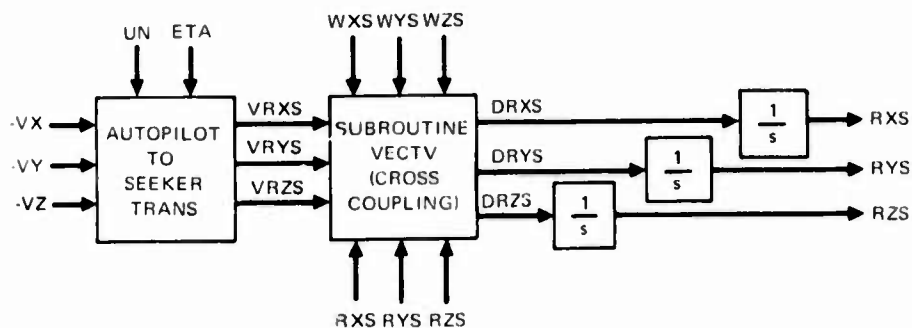 UN ETA
WXS WYS WZS
-VX
-VY
-VZ
AUTOPILOT
TO
SEEKER
TRANS
VRXS
VRYS
VRZS
SUBROUTINE
VECTV
(CROSS
COUPLING)
DRXS
DRYS
DRZS
1
s
1
s
1
s
RXS
RYS
RZS
RXS RYS RZS